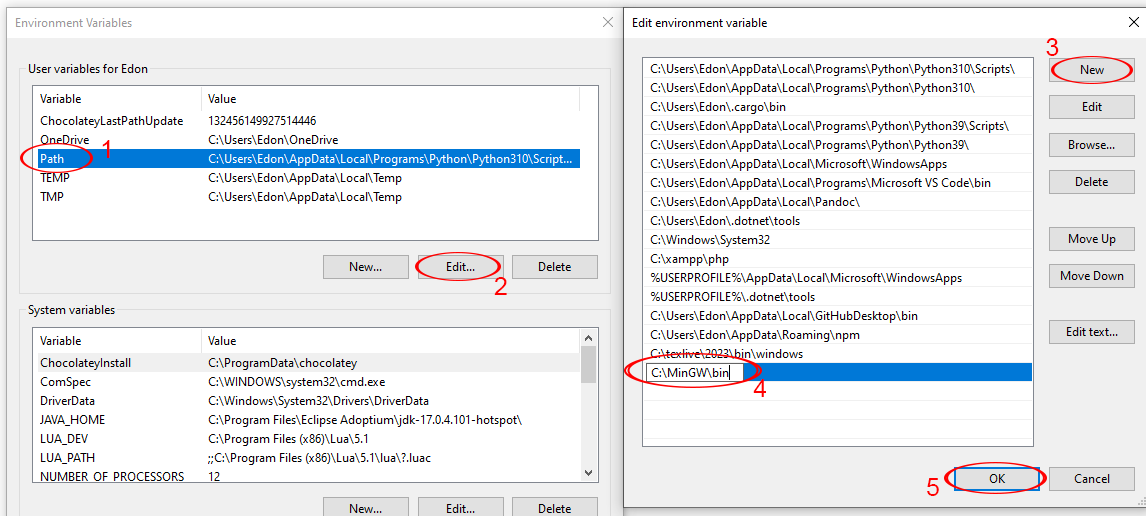 Environment Variables
User variables for Edon
Variable Value
ChocolateyLastPathUpdate 132456149927514446
OneDrive C:\Users\Edon\OneDrive
1
Path C:\Users\Edon\AppData\Local\Programs\Python\Python310\Script...
TEMP C:\Users\Edon\AppData\Local\Temp
TMP C:\Users\Edon\AppData\Local\Temp
New... Edit... Delete
2
System variables
Variable Value
ChocolateyInstall C:\ProgramData\chocolatey
ComSpec C:\WINDOWS\system32\cmd.exe
DriverData C:\Windows\System32\Drivers\DriverData
JAVA_HOME C:\Program Files\Eclipse Adoptium\jdk-17.0.4.101-hotspot\
LUA_DEV C:\Program Files (x86)\Lua\5.1
LUA_PATH ;;C:\Program Files (x86)\Lua\5.1\lua\?.luac
NUMBER_OF_PROCESSORS 12
New... Edit... Delete
Edit environment variable
C:\Users\Edon\AppData\Local\Programs\Python\Python310\Scripts\
C:\Users\Edon\AppData\Local\Programs\Python\Python310\
C:\Users\Edon\.cargo\bin
C:\Users\Edon\AppData\Local\Programs\Python\Python39\Scripts\
C:\Users\Edon\AppData\Local\Programs\Python\Python39\
C:\Users\Edon\AppData\Local\Microsoft\WindowsApps
C:\Users\Edon\AppData\Local\Programs\Microsoft VS Code\bin
C:\Users\Edon\AppData\Local\Pandoc\
C:\Users\Edon\.dotnet\tools
C:\Windows\System32
C:\xampp\php
%USERPROFILE%\AppData\Local\Microsoft\WindowsApps
%USERPROFILE%\.dotnet\tools
C:\Users\Edon\AppData\Local\GitHubDesktop\bin
C:\Users\Edon\AppData\Roaming\npm
C:\texlive\2023\bin\windows
C:\MinGW\bin
4
3
New
Edit
Browse...
Delete
Move Up
Move Down
Edit text...
5
OK Cancel